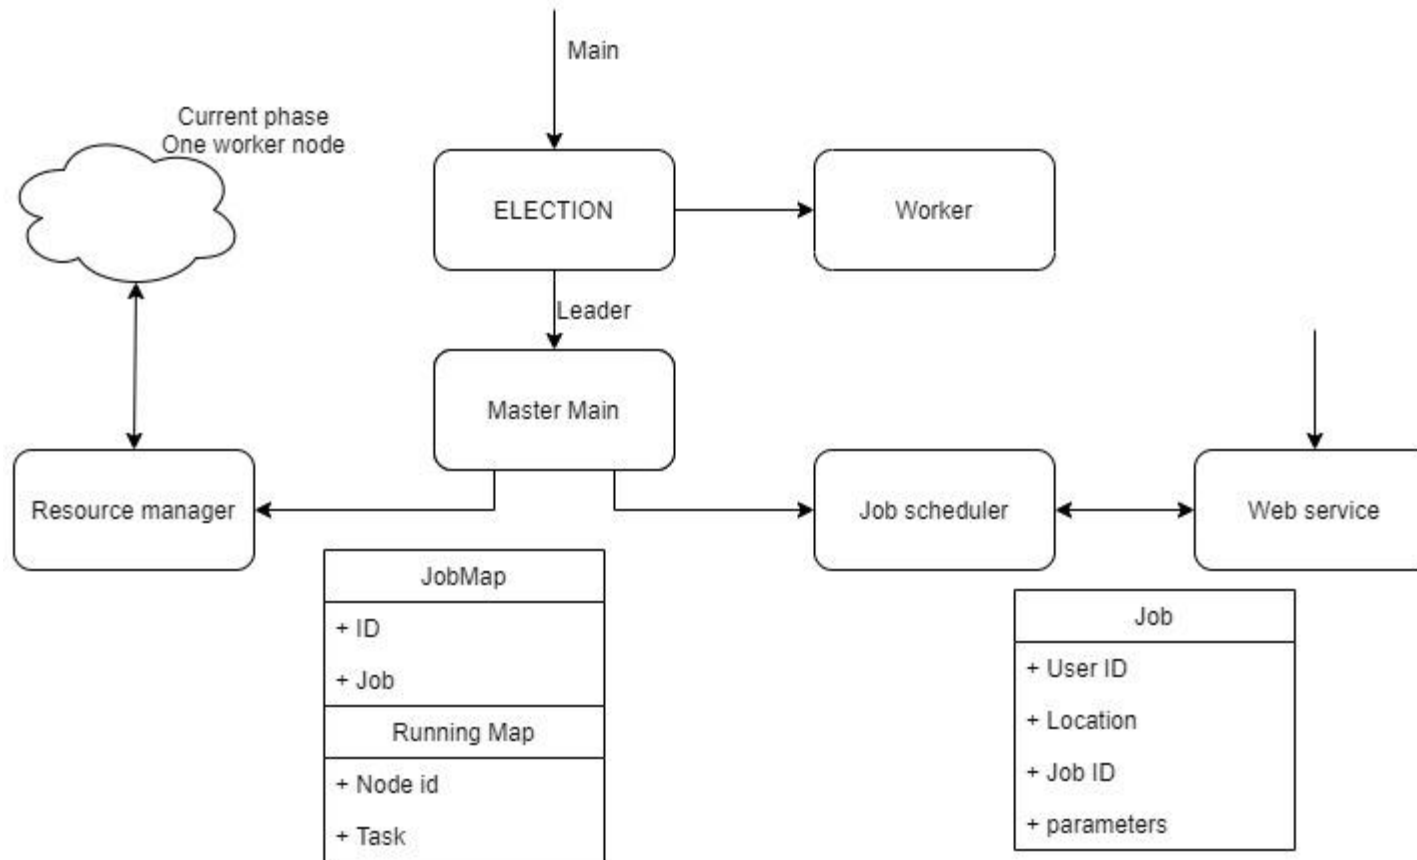 Main
Current phase
One worker node
ELECTION
Worker
Leader
Master Main
Resource manager
Job scheduler
Web service
JobMap
+ ID
+ Job
Running Map
+ Node id
+ Task
Job
+ User ID
+ Location
+ Job ID
+ parameters